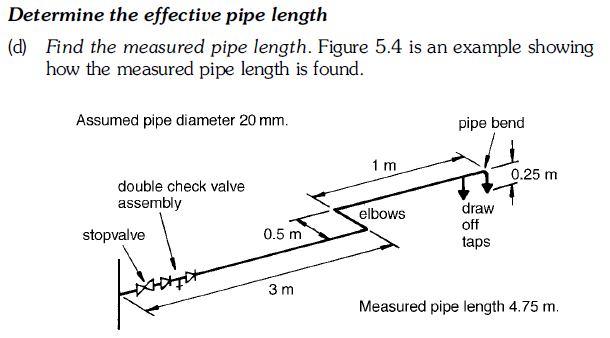 Determine the effective pipe length
(d) Find the measured pipe length. Figure 5.4 is an example showing
how the measured pipe length is found.
Assumed pipe diameter 20 mm.
pipe bend
1 m
0.25 m
double check valve
assembly
elbows
draw
off
taps
stopvalve
0.5 m
3 m
Measured pipe length 4.75 m.